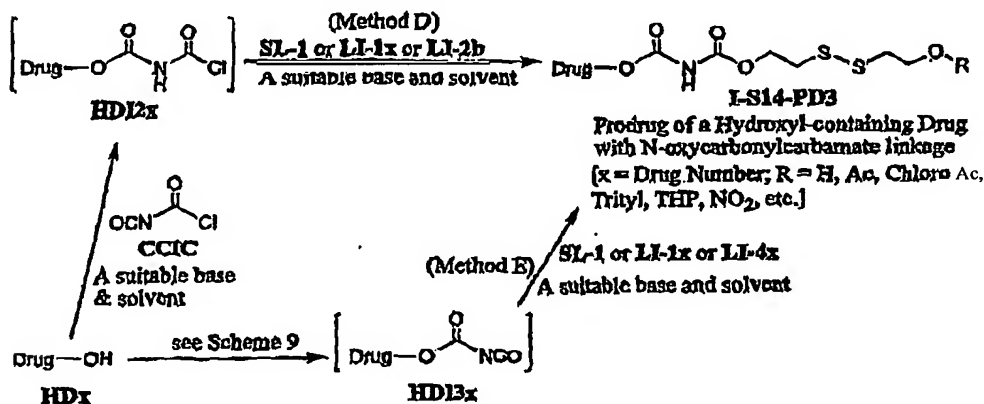 O O (Method D) O O
Drug O N H Cl SL-1 or LI-1x or LI-2b Drug O N H O S S O R
HDI2x A suitable base and solvent I-S14-PD3
Prodrug of a Hydroxyl-containing Drug
with N-oxycarbonylcarbamate linkage
[x = Drug Number; R = H, Ac, Chloro Ac,
Trityl, THP, NO2, etc.]
O
OCN Cl
CCIC
A suitable base
& solvent
(Method E) SL-1 or LI-1x or LI-4x
A suitable base and solvent
O
Drug—OH see Scheme 9 Drug O NCO
HDx HDI3x